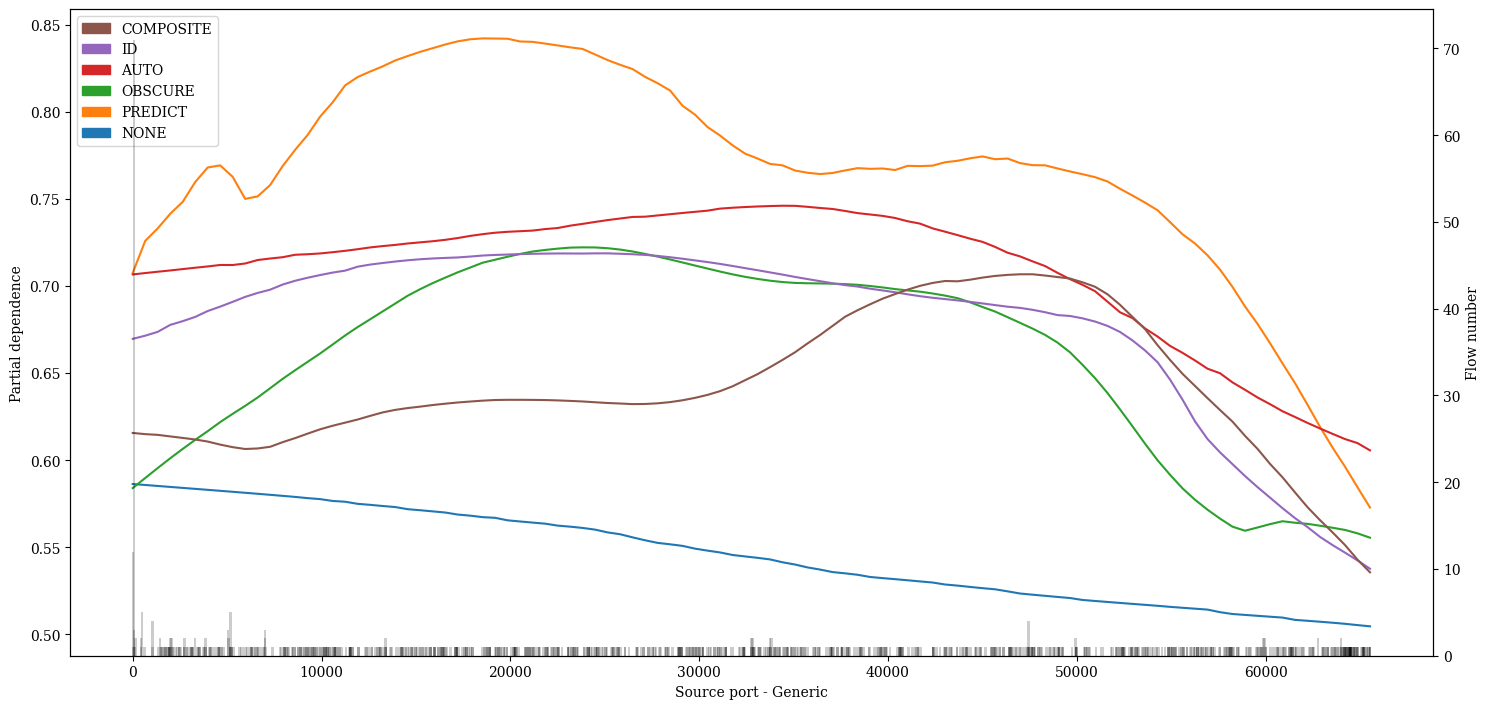 COMPOSITE
ID
AUTO
OBSCURE
PREDICT
NONE
0.85
0.80
0.75
0.70
0.65
0.60
0.55
0.50
Partial dependence
70
60
50
40
30
20
10
0
Flow number
0 10000 20000 30000 40000 50000 60000
Source port - Generic